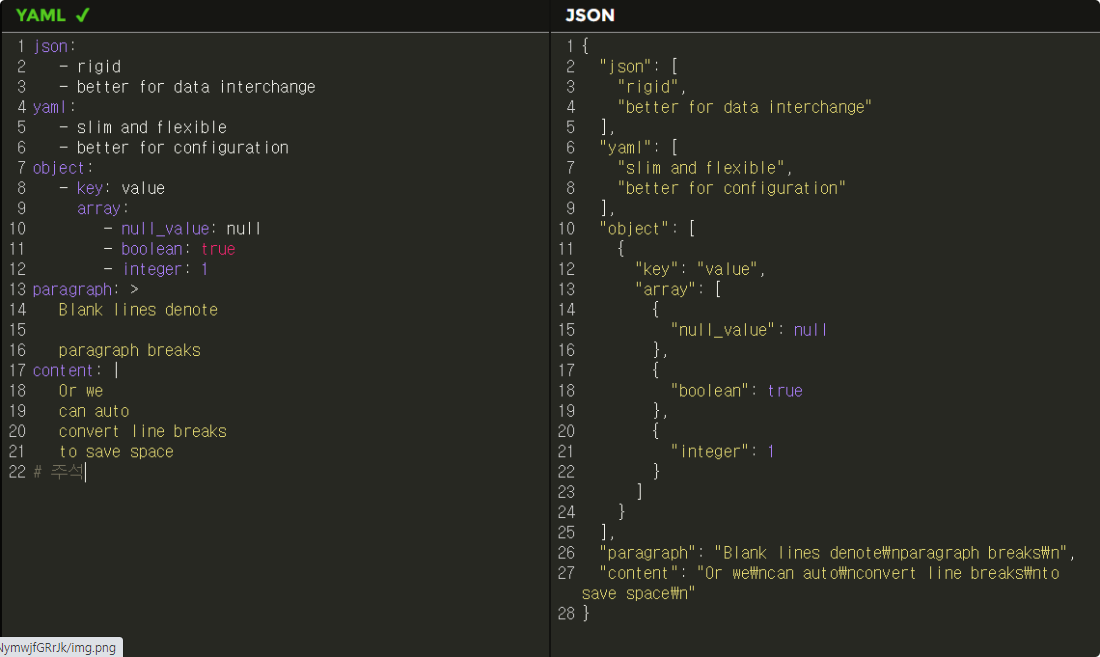 YAML ✓
1 json:
2 - rigid
3 - better for data interchange
4 yaml:
5 - slim and flexible
6 - better for configuration
7 object:
8 - key: value
9 array:
10 - null_value: null
11 - boolean: true
12 - integer: 1
13 paragraph: >
14 Blank lines denote
15
16 paragraph breaks
17 content: |
18 Or we
19 can auto
20 convert line breaks
21 to save space
22 # 주석
JSON
1 {
2 "json": [
3 "rigid",
4 "better for data interchange"
5 ],
6 "yaml": [
7 "slim and flexible",
8 "better for configuration"
9 ],
10 "object": [
11 {
12 "key": "value",
13 "array": [
14 {
15 "null_value": null
16 },
17 {
18 "boolean": true
19 },
20 {
21 "integer": 1
22 }
23 ]
24 }
25 ],
26 "paragraph": "Blank lines denote₩nparagraph breaks₩n",
27 "content": "Or we₩ncan auto₩nconvert line breaks₩nto
save space₩n"
28 }
NymwjfGRrJk/img.png